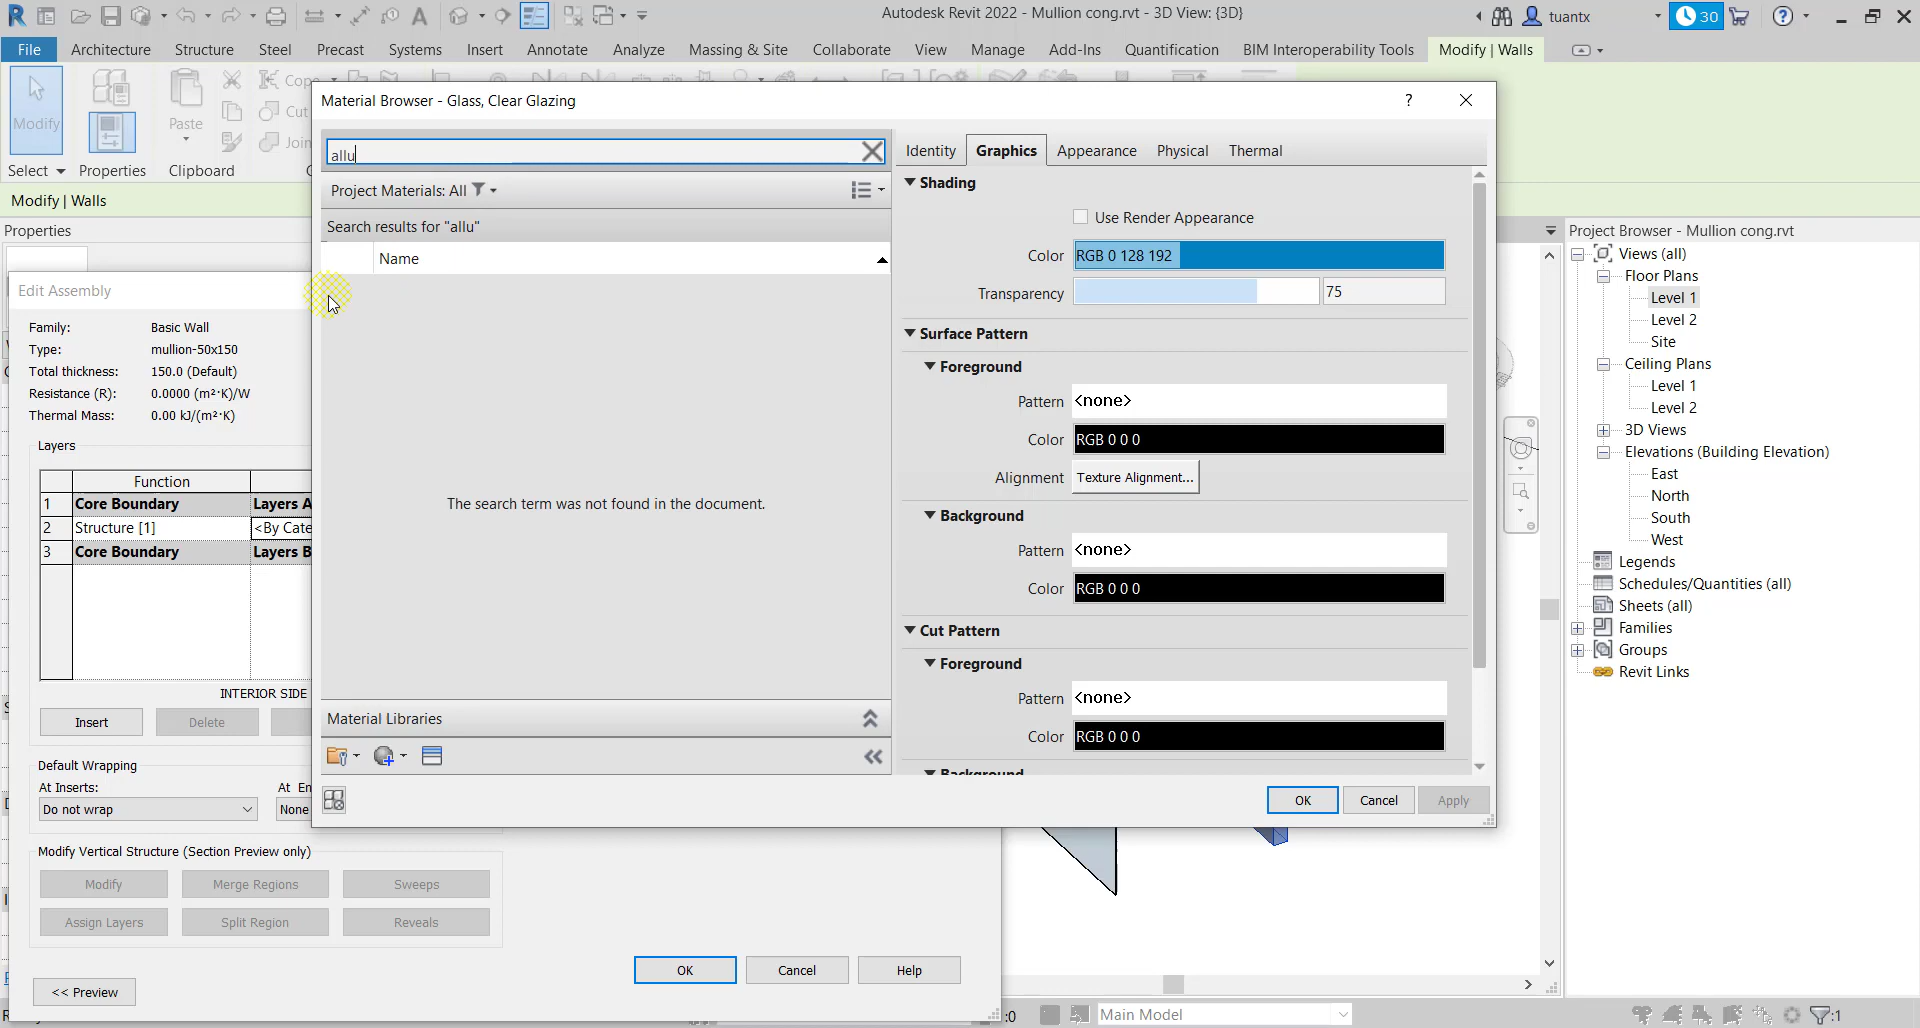 Autodesk Revit 2022 - Mullion cong.rvt - 3D View: {3D}
tuantx
30
File
Architecture
Structure
Steel
Precast
Systems
Insert
Annotate
Analyze
Massing & Site
Collaborate
View
Manage
Add-Ins
Quantification
BIM Interoperability Tools
Modify | Walls
Modify
Paste
Cope
Cut
Join
Select
Properties
Clipboard
Modify | Walls
Properties
Edit Assembly
Family: Basic Wall
Type: mullion-50x150
Total thickness: 150.0 (Default)
Resistance (R): 0.0000 (m²·K)/W
Thermal Mass: 0.00 kJ/(m²·K)
Layers
Function
1 Core Boundary Layers A
2 Structure [1] <By Cate
3 Core Boundary Layers B
INTERIOR SIDE
Insert
Delete
Default Wrapping
At Inserts:
At En
Do not wrap
None
Modify Vertical Structure (Section Preview only)
Modify
Merge Regions
Sweeps
Assign Layers
Split Region
Reveals
OK
Cancel
Help
<< Preview
Material Browser - Glass, Clear Glazing
?
allu
Project Materials: All
Search results for "allu"
Name
The search term was not found in the document.
Material Libraries
Identity
Graphics
Appearance
Physical
Thermal
Shading
Use Render Appearance
Color RGB 0 128 192
Transparency 75
Surface Pattern
Foreground
Pattern <none>
Color RGB 0 0 0
Alignment Texture Alignment...
Background
Pattern <none>
Color RGB 0 0 0
Cut Pattern
Foreground
Pattern <none>
Color RGB 0 0 0
Background
OK
Cancel
Apply
Project Browser - Mullion cong.rvt
Views (all)
Floor Plans
Level 1
Level 2
Site
Ceiling Plans
Level 1
Level 2
3D Views
Elevations (Building Elevation)
East
North
South
West
Legends
Schedules/Quantities (all)
Sheets (all)
Families
Groups
Revit Links
:0
Main Model
:1